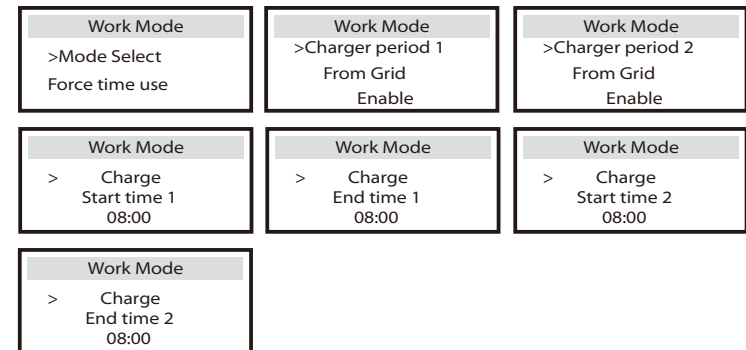 Work Mode
>Mode Select
Force time use
Work Mode
>Charger period 1
From Grid
Enable
Work Mode
>Charger period 2
From Grid
Enable
Work Mode
> Charge
Start time 1
08:00
Work Mode
> Charge
End time 1
08:00
Work Mode
> Charge
Start time 2
08:00
Work Mode
> Charge
End time 2
08:00